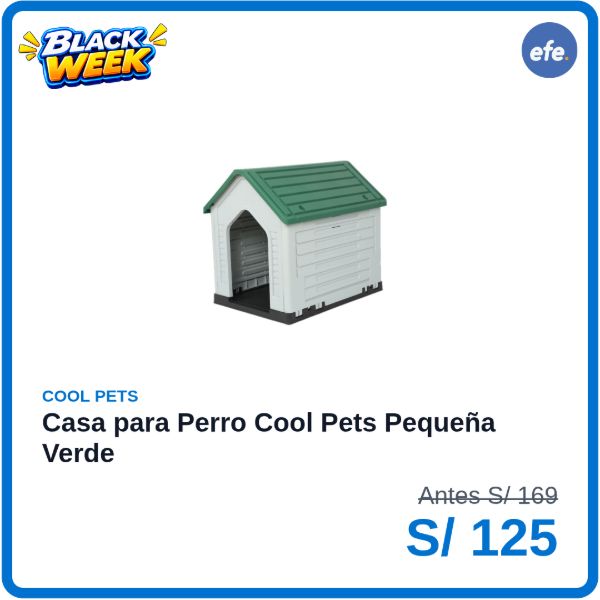 BLACK
WEEK
efe.
COOL PETS
Casa para Perro Cool Pets Pequeña
Verde
Antes S/ 169
S/ 125